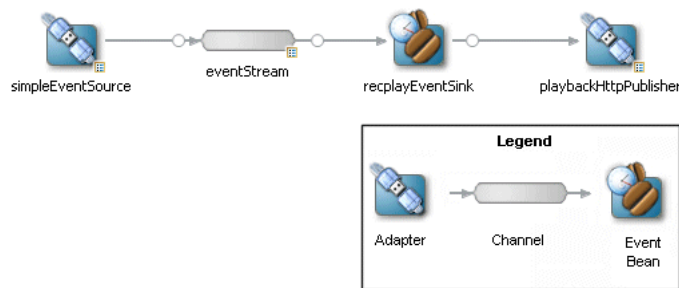 simpleEventSource
eventStream
recplayEventSink
playbackHttpPublisher
Legend
Adapter
Channel
Event
Bean